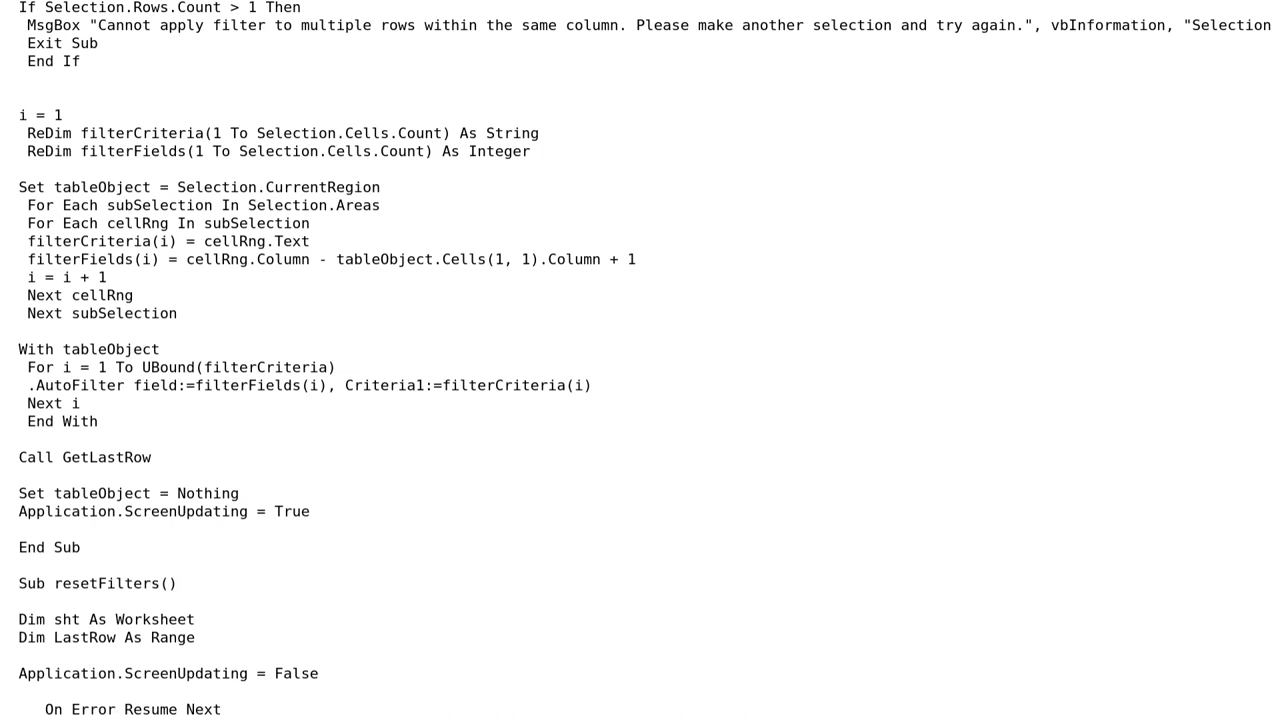 If Selection.Rows.Count > 1 Then
MsgBox "Cannot apply filter to multiple rows within the same column. Please make another selection and try again.", vbInformation, "Selection
Exit Sub
End If
i = 1
ReDim filterCriteria(1 To Selection.Cells.Count) As String
ReDim filterFields(1 To Selection.Cells.Count) As Integer
Set tableObject = Selection.CurrentRegion
For Each subSelection In Selection.Areas
For Each cellRng In subSelection
filterCriteria(i) = cellRng.Text
filterFields(i) = cellRng.Column - tableObject.Cells(1, 1).Column + 1
i = i + 1
Next cellRng
Next subSelection
With tableObject
For i = 1 To UBound(filterCriteria)
.AutoFilter field:=filterFields(i), Criteria1:=filterCriteria(i)
Next i
End With
Call GetLastRow
Set tableObject = Nothing
Application.ScreenUpdating = True
End Sub
Sub resetFilters()
Dim sht As Worksheet
Dim LastRow As Range
Application.ScreenUpdating = False
On Error Resume Next